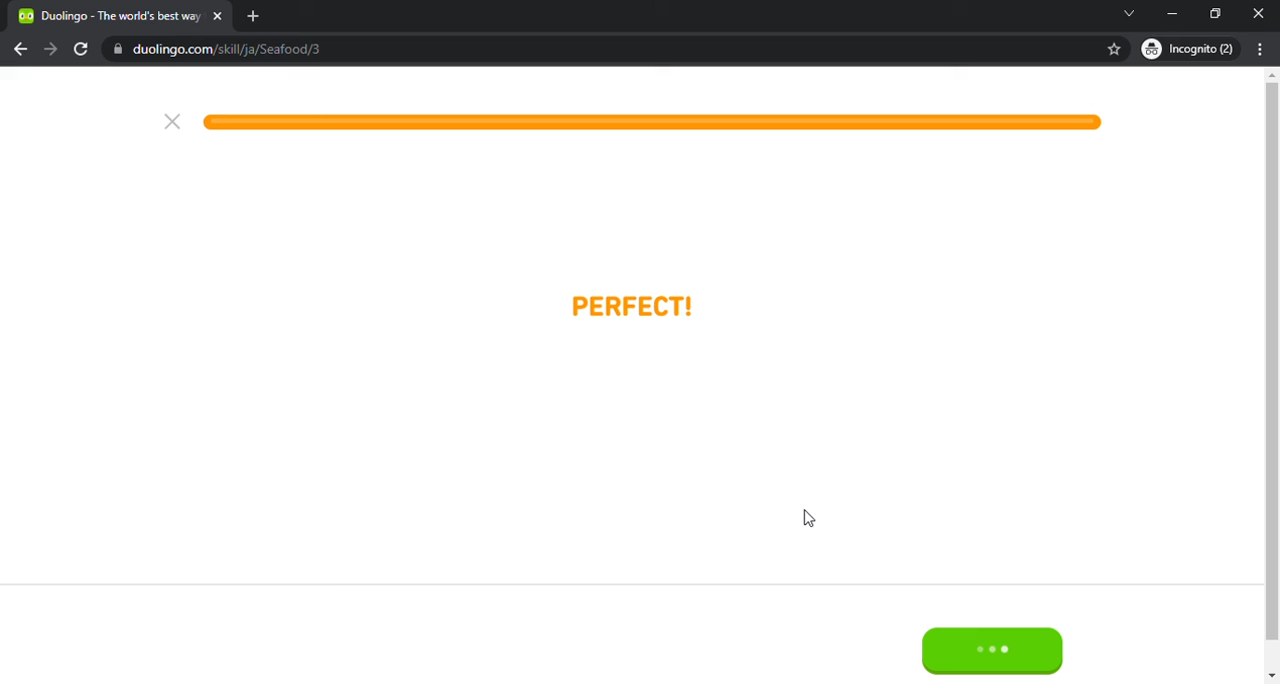 Duolingo - The world's best way
duolingo.com/skill/ja/Seafood/3
Incognito (2)
PERFECT!